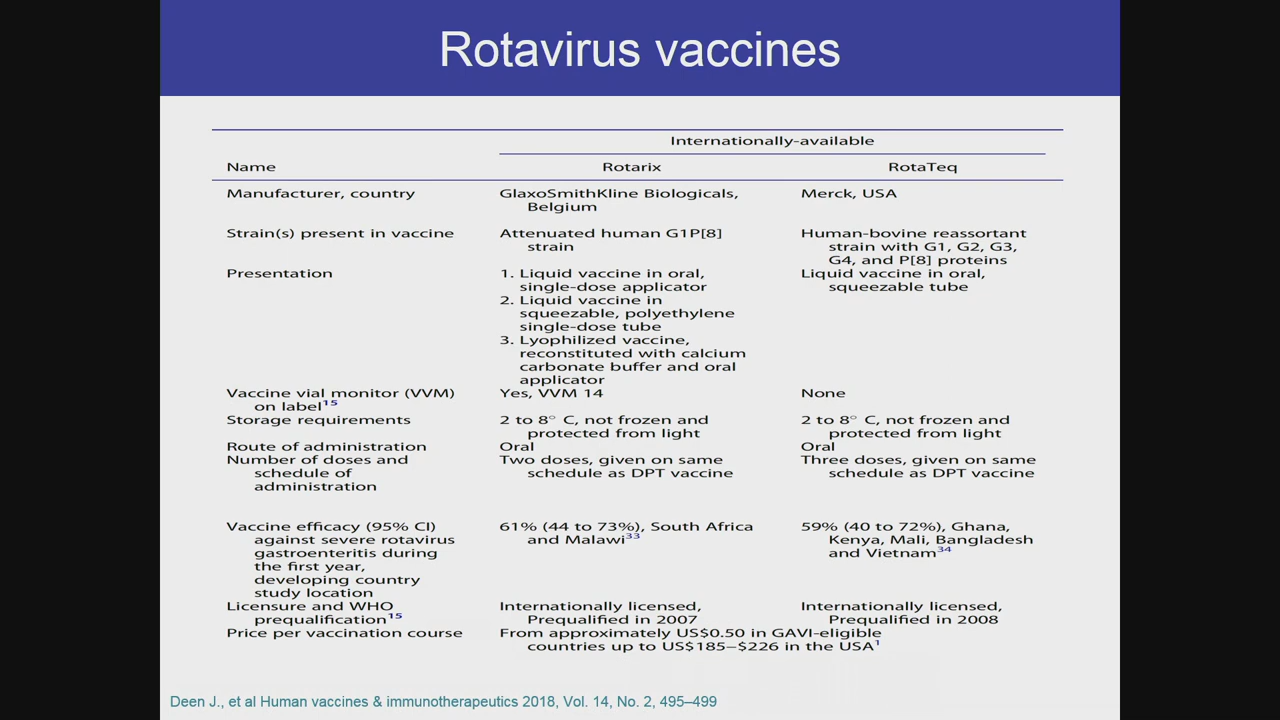 Rotavirus vaccines
Internationally-available
Name Rotarix RotaTeq
Manufacturer, country GlaxoSmithKline Biologicals, Merck, USA
Belgium
Strain(s) present in vaccine Attenuated human G1P[8] Human-bovine reassortant
strain strain with G1, G2, G3,
G4, and P[8] proteins
Presentation 1. Liquid vaccine in oral, Liquid vaccine in oral,
single-dose applicator squeezable tube
2. Liquid vaccine in
squeezable, polyethylene
single-dose tube
3. Lyophilized vaccine,
reconstituted with calcium
carbonate buffer and oral
applicator
Vaccine vial monitor (VVM) Yes, VVM 14 None
on label15
Storage requirements 2 to 8° C, not frozen and 2 to 8° C, not frozen and
protected from light protected from light
Route of administration Oral Oral
Number of doses and Two doses, given on same Three doses, given on same
schedule of schedule as DPT vaccine schedule as DPT vaccine
administration
Vaccine efficacy (95% CI) 61% (44 to 73%), South Africa 59% (40 to 72%), Ghana,
against severe rotavirus and Malawi33 Kenya, Mali, Bangladesh
gastroenteritis during and Vietnam34
the first year,
developing country
study location
Licensure and WHO Internationally licensed, Internationally licensed,
prequalification15 Prequalified in 2007 Prequalified in 2008
Price per vaccination course From approximately US$0.50 in GAVI-eligible
countries up to US$185–$226 in the USA1
Deen J., et al Human vaccines & immunotherapeutics 2018, Vol. 14, No. 2, 495–499